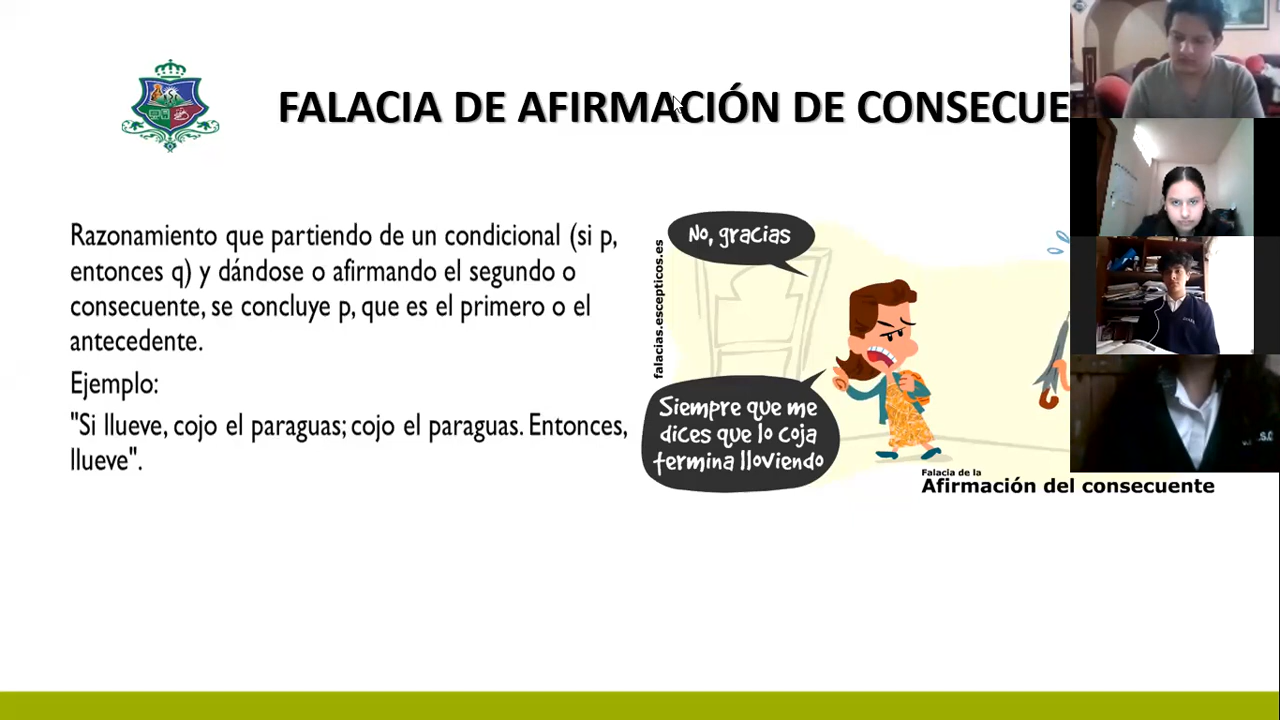 FALACIA DE AFIRMACIÓN DE CONSECUE
Razonamiento que partiendo de un condicional (si p,
entonces q) y dándose o afirmando el segundo o
consecuente, se concluye p, que es el primero o el
antecedente.
Ejemplo:
"Si llueve, cojo el paraguas; cojo el paraguas. Entonces,
llueve".
No, gracias
falacias.escepticos.es
Siempre que me
dices que lo coja
termina lloviendo
Falacia de la
Afirmación del consecuente